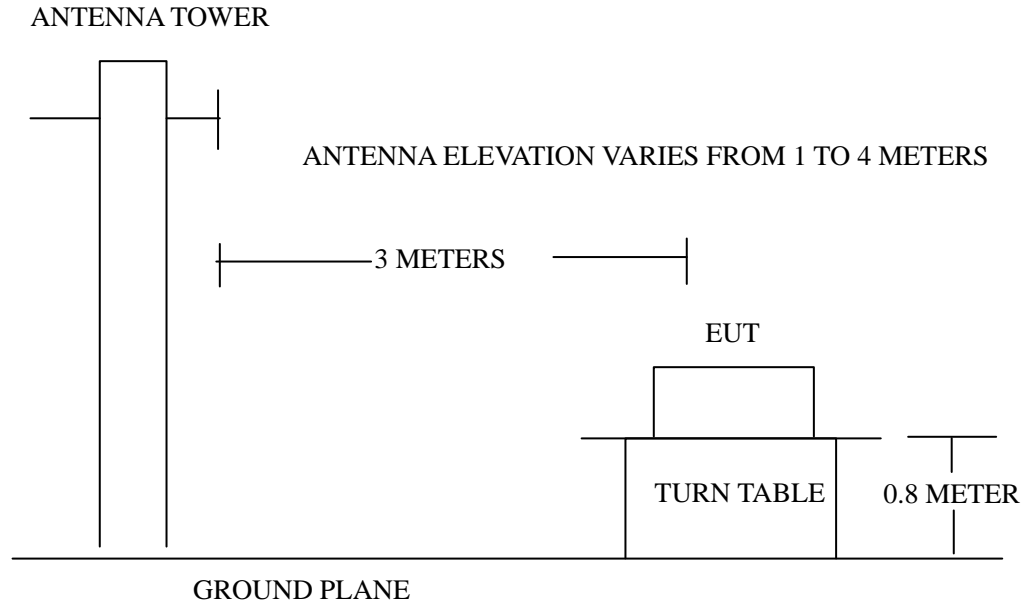 ANTENNA TOWER
ANTENNA ELEVATION VARIES FROM 1 TO 4 METERS
3 METERS
EUT
TURN TABLE
0.8 METER
GROUND PLANE